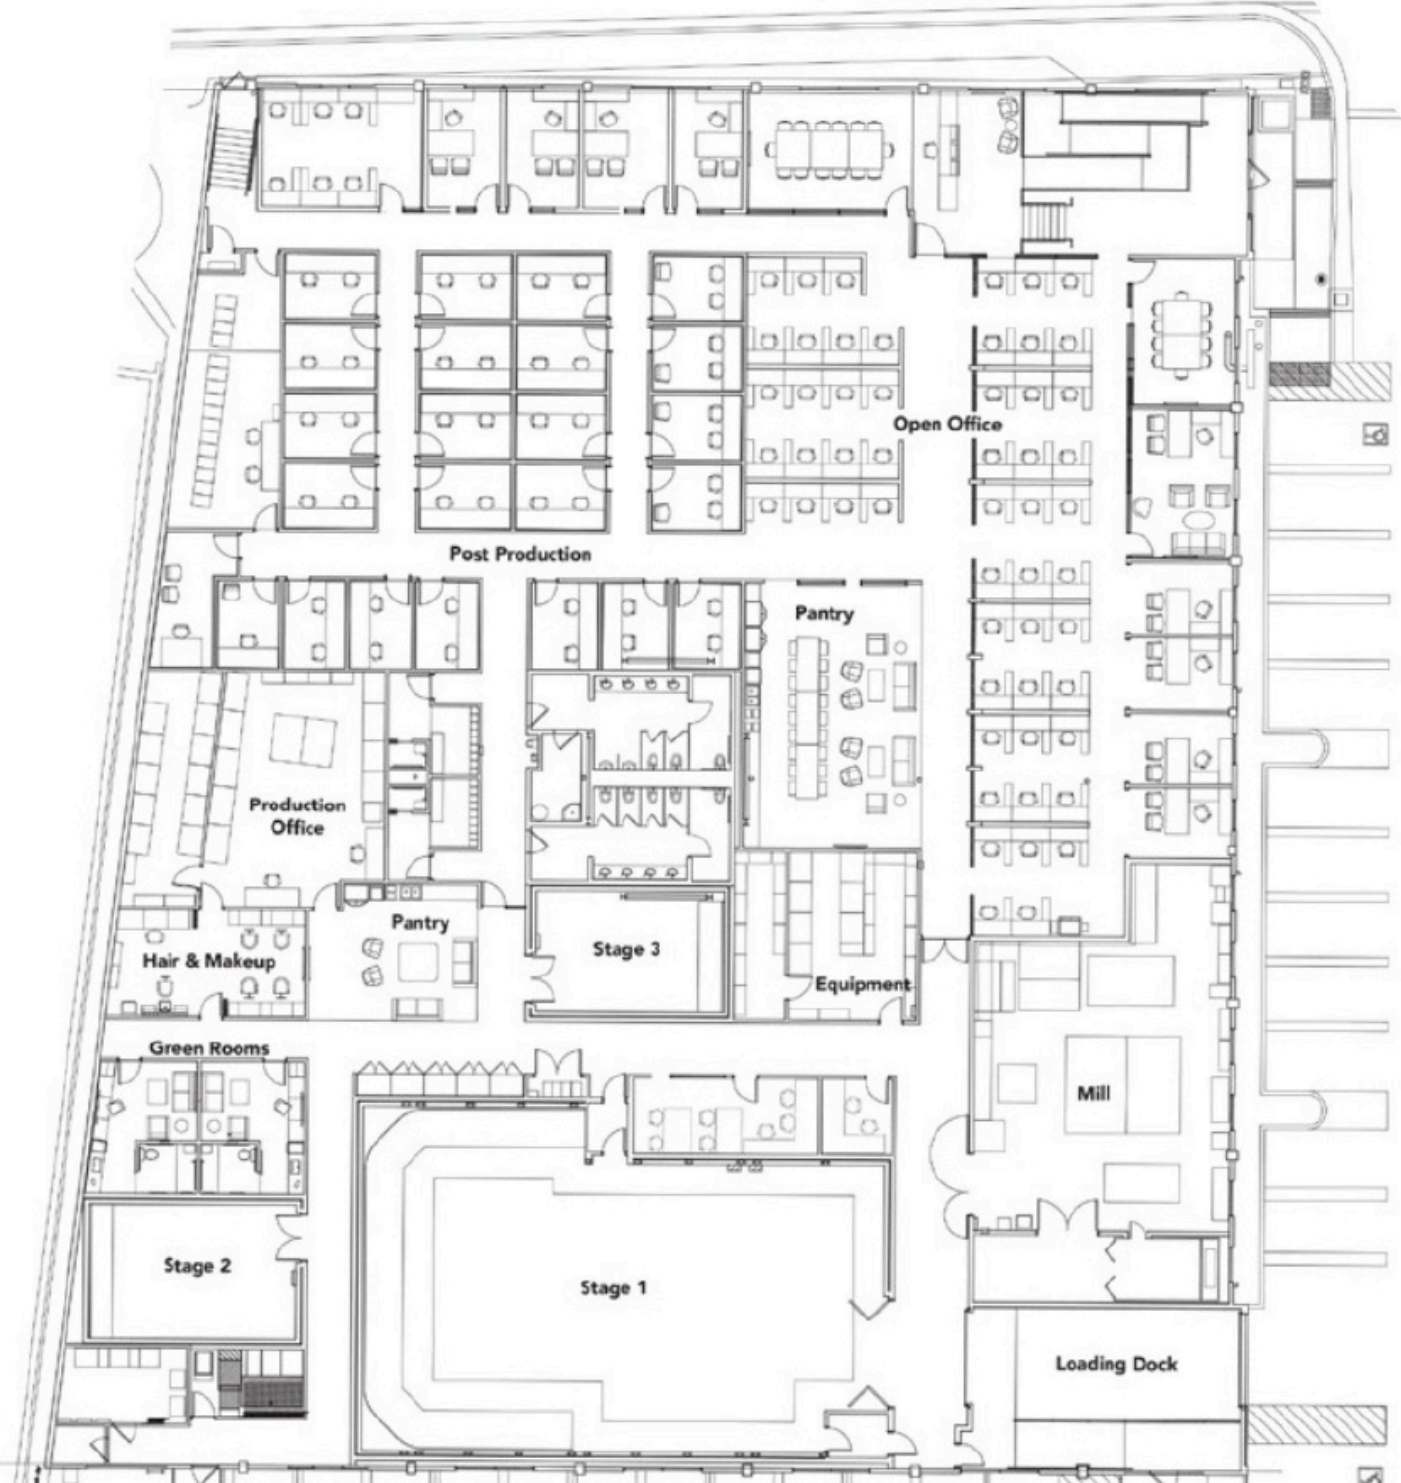 Open Office
Post Production
Pantry
Production
Office
Pantry
Stage 3
Hair & Makeup
Equipment
Green Rooms
Mill
Stage 2
Stage 1
Loading Dock